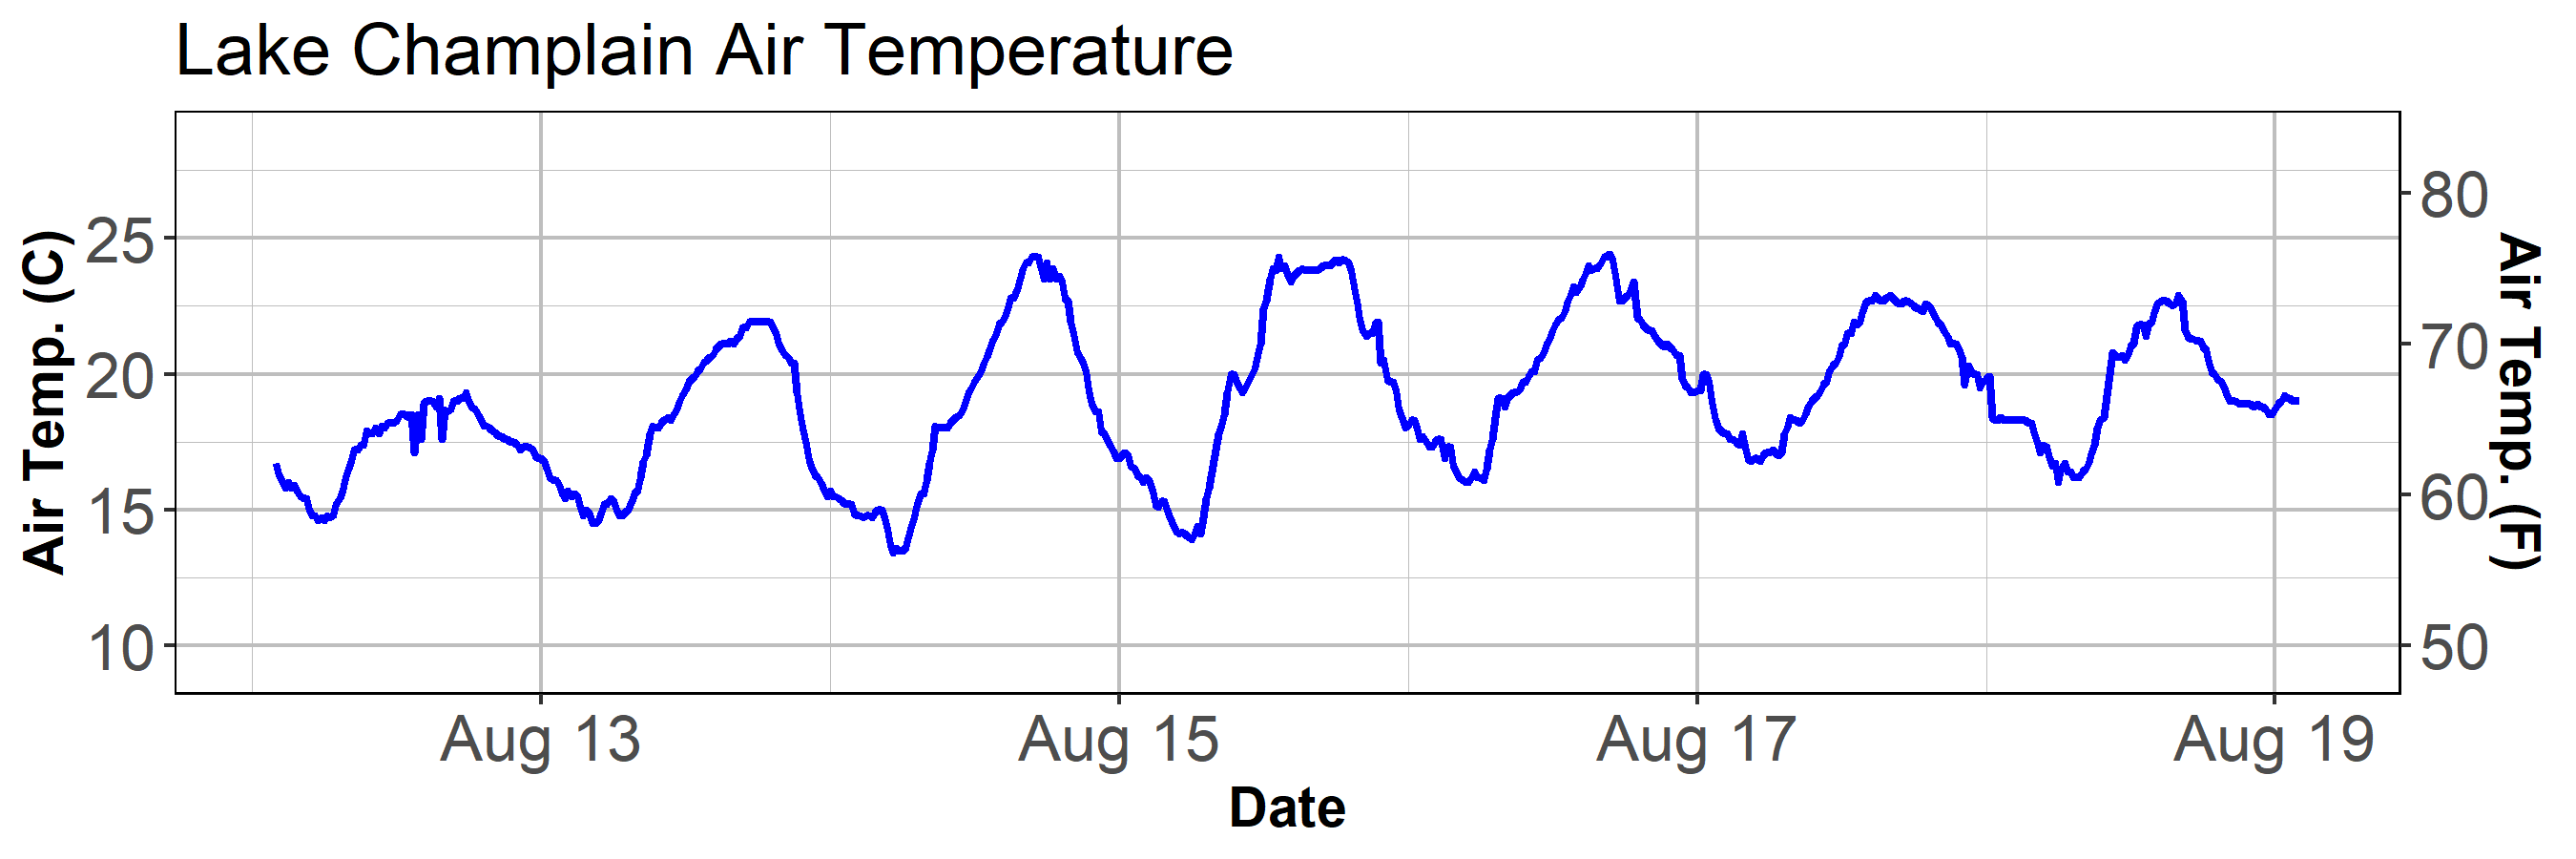 Lake Champlain Air Temperature
Air Temp. (C)
25
20
15
10
80
70
60
50
Air Temp. (F)
Aug 13
Aug 15
Aug 17
Aug 19
Date